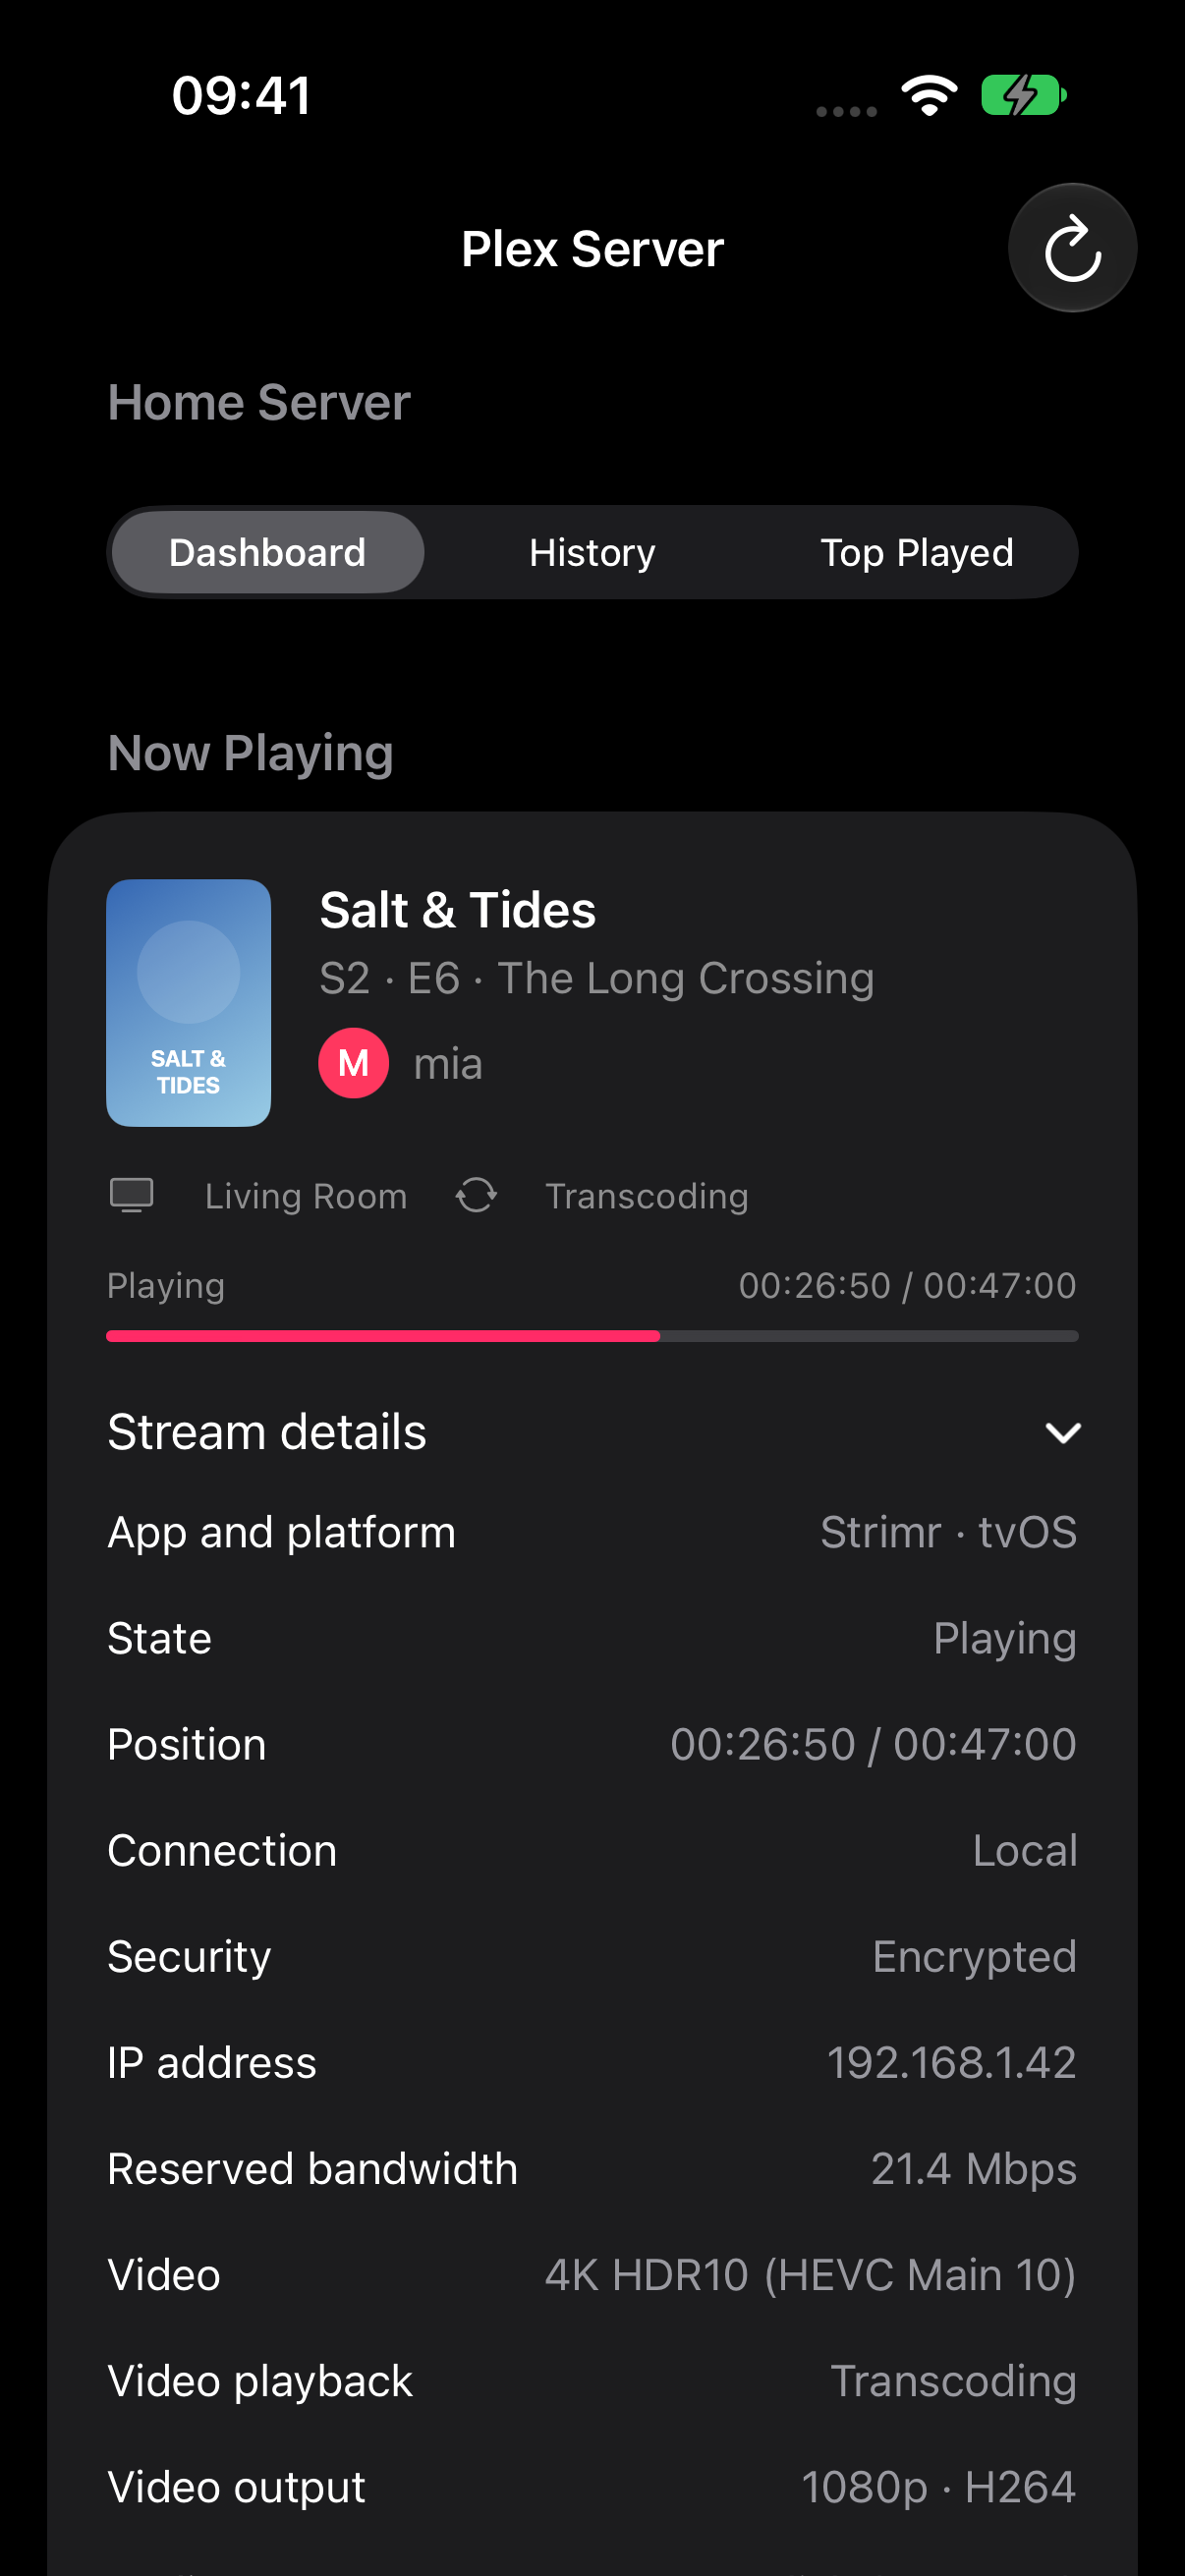 09:41
Plex Server
Home Server
Dashboard History Top Played
Now Playing
Salt & Tides
S2 · E6 · The Long Crossing
SALT &
TIDES
M mia
Living Room Transcoding
Playing 00:26:50 / 00:47:00
Stream details
App and platform Strimr · tvOS
State Playing
Position 00:26:50 / 00:47:00
Connection Local
Security Encrypted
IP address 192.168.1.42
Reserved bandwidth 21.4 Mbps
Video 4K HDR10 (HEVC Main 10)
Video playback Transcoding
Video output 1080p · H264